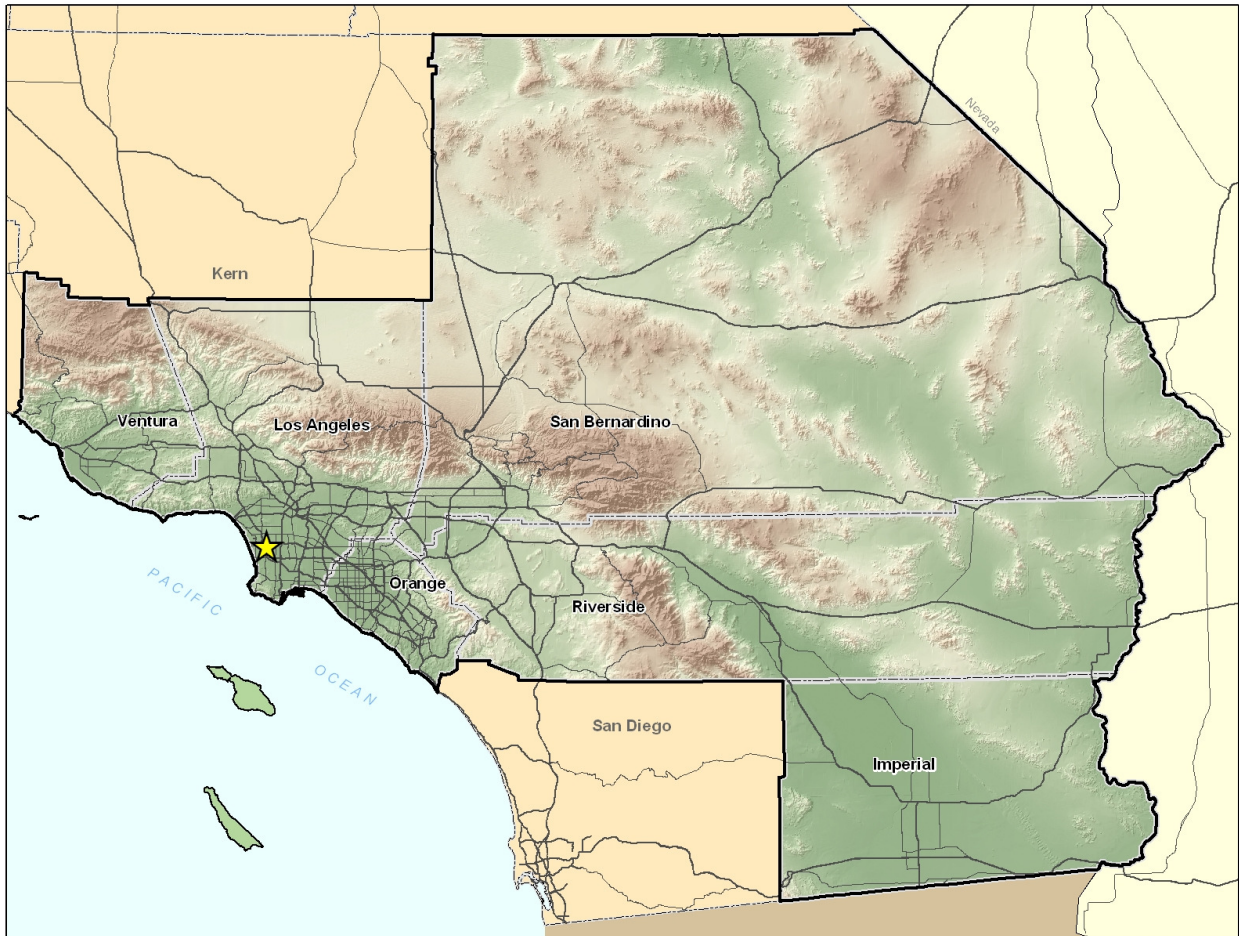 Nevada
Kern
Ventura
Los Angeles
San Bernardino
PACIFIC
OCEAN
Orange
Riverside
San Diego
Imperial